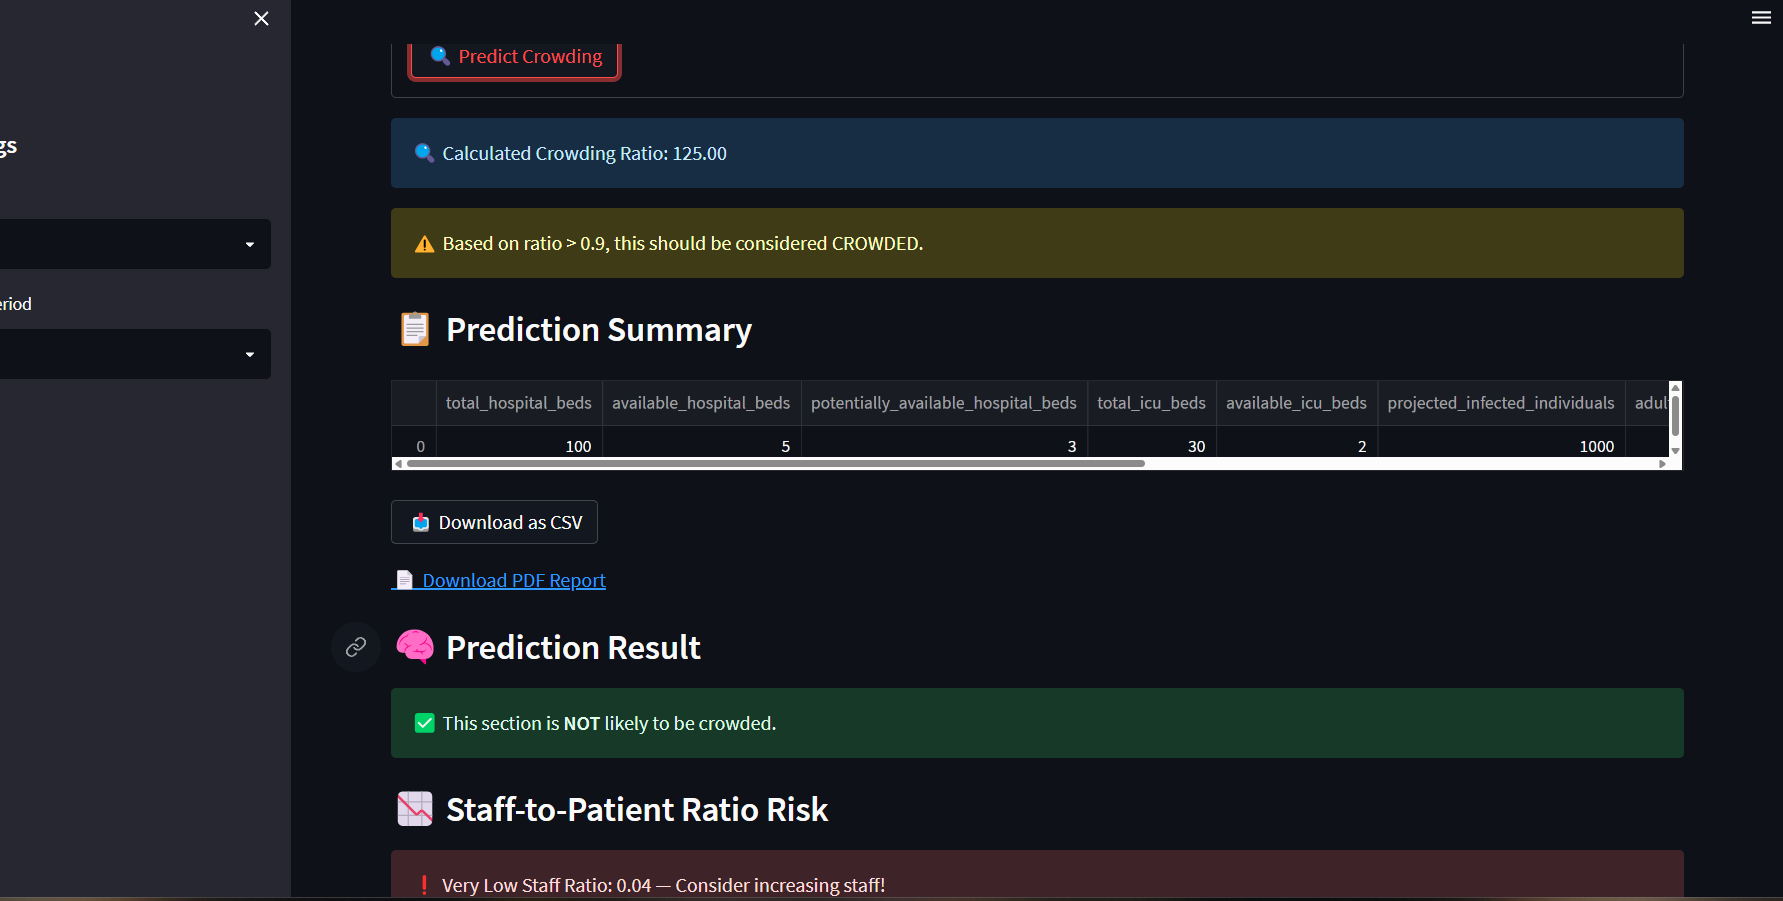 Predict Crowding
gs
Calculated Crowding Ratio: 125.00
Based on ratio > 0.9, this should be considered CROWDED.
eriod
Prediction Summary
total_hospital_beds available_hospital_beds potentially_available_hospital_beds total_icu_beds available_icu_beds projected_infected_individuals adul
0 100 5 3 30 2 1000
Download as CSV
Download PDF Report
Prediction Result
This section is NOT likely to be crowded.
Staff-to-Patient Ratio Risk
Very Low Staff Ratio: 0.04 — Consider increasing staff!